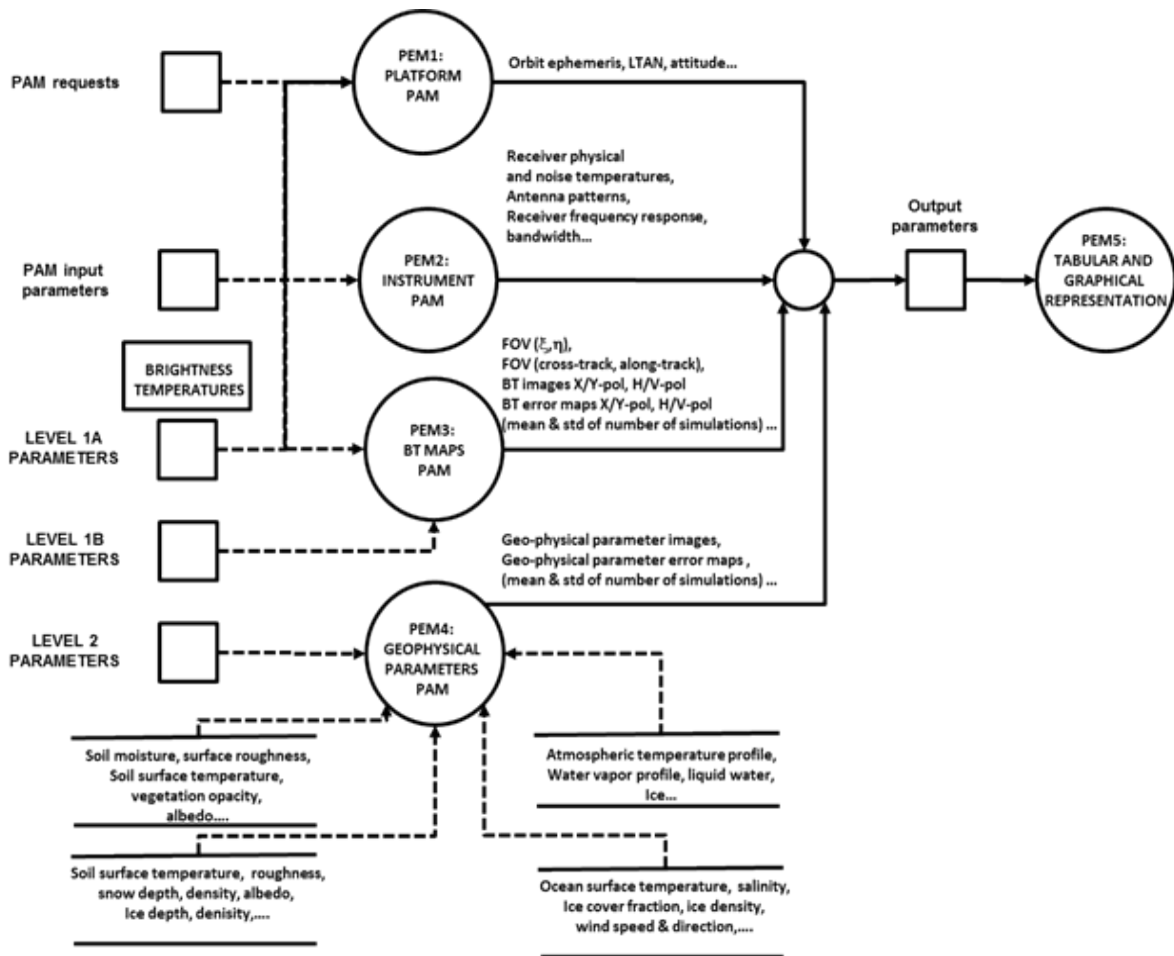 PAM requests
PEM1:
PLATFORM
PAM
Orbit ephemeris, LTAN, attitude...
Receiver physical
and noise temperatures,
Antenna patterns,
Receiver frequency response,
bandwidth...
PAM input
parameters
PEM2:
INSTRUMENT
PAM
Output
parameters
PEM5:
TABULAR AND
GRAPHICAL
REPRESENTATION
BRIGHTNESS
TEMPERATURES
FOV (ξ,η),
FOV (cross-track, along-track),
BT images X/Y-pol, H/V-pol
BT error maps X/Y-pol, H/V-pol
(mean & std of number of simulations) ...
LEVEL 1A
PARAMETERS
PEM3:
BT MAPS
PAM
LEVEL 1B
PARAMETERS
Geo-physical parameter images,
Geo-physical parameter error maps ,
(mean & std of number of simulations) ...
LEVEL 2
PARAMETERS
PEM4:
GEOPHYSICAL
PARAMETERS
PAM
Soil moisture, surface roughness,
Soil surface temperature,
vegetation opacity,
albedo....
Atmospheric temperature profile,
Water vapor profile, liquid water,
Ice...
Soil surface temperature, roughness,
snow depth, density, albedo,
Ice depth, denisity,....
Ocean surface temperature, salinity,
Ice cover fraction, ice density,
wind speed & direction,....